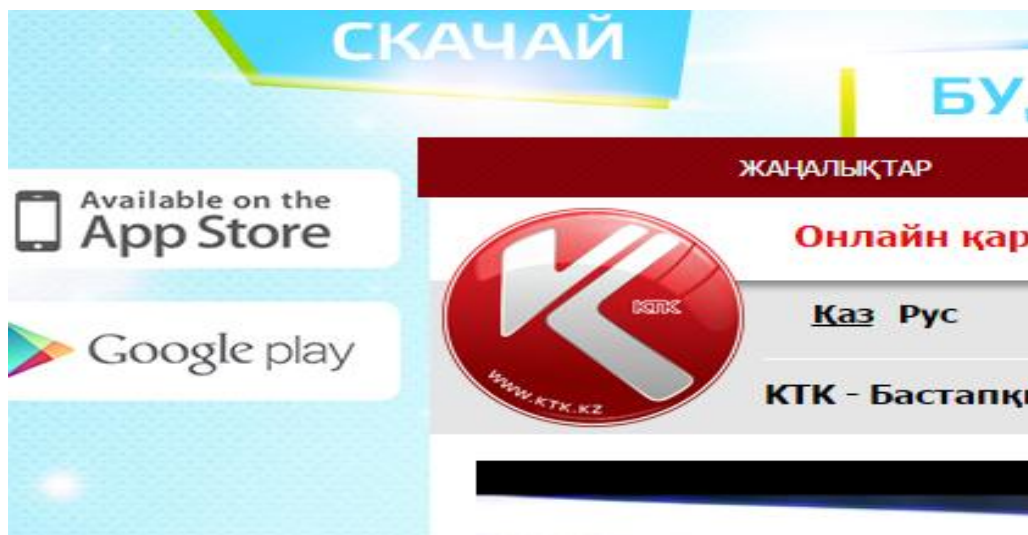 СКАЧАЙ
БУД
ЖАҢАЛЫҚТАР
Available on the
App Store
Онлайн қар
КТК
Қаз Рус
Google play
www.KTK.KZ
КТК - Бастапқ